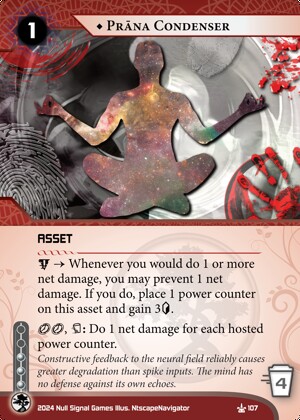 1
◆ PRĀNA CONDENSER
ASSET
→ Whenever you would do 1 or more
net damage, you may prevent 1 net
damage. If you do, place 1 power counter
on this asset and gain 3.
, : Do 1 net damage for each hosted
power counter.
Constructive feedback to the neural field reliably causes
greater degradation than spike inputs. The mind has
no defense against its own echoes.
4
2024 Null Signal Games Illus. NtscapeNavigator
107